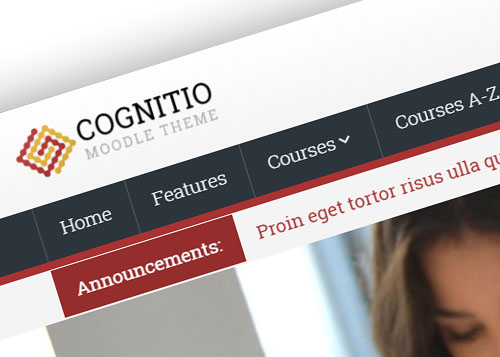 COGNITIO
MOODLE THEME
Home Features Courses Courses A-Z
Announcements: Proin eget tortor risus ulla qu